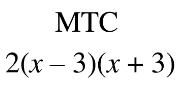 MTC
2(x – 3)(x + 3)